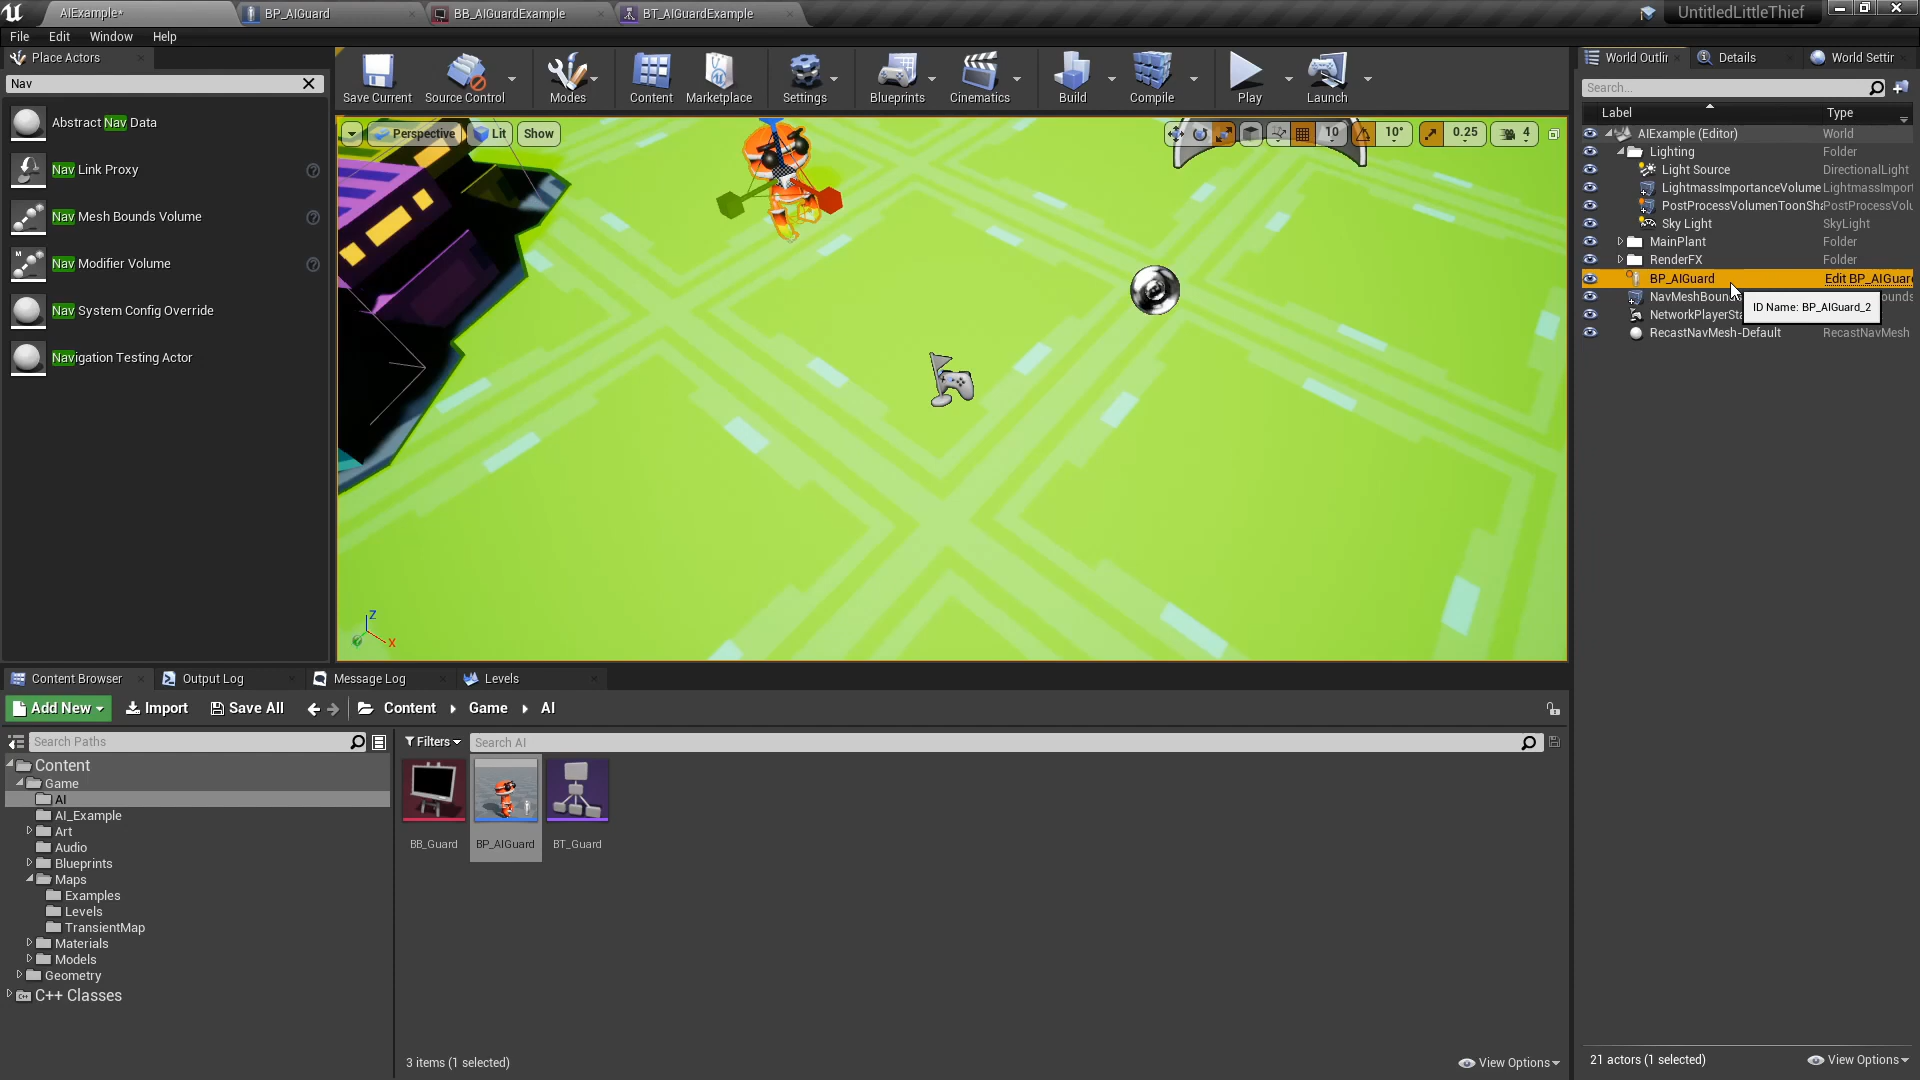 AIExample*
BP_AIGuard
BB_AIGuardExample
BT_AIGuardExample
UntitledLittleThief
File
Edit
Window
Help
Place Actors
Nav
Abstract Nav Data
Nav Link Proxy
Nav Mesh Bounds Volume
Nav Modifier Volume
Nav System Config Override
Navigation Testing Actor
Save Current
Source Control
Modes
Content
Marketplace
Settings
Blueprints
Cinematics
Build
Compile
Play
Launch
Perspective
Lit
Show
10
10°
0.25
4
Z
X
World Outlir
Details
World Settir
Search...
Label
Type
AIExample (Editor)
World
Lighting
Folder
Light Source
DirectionalLight
LightmassImportanceVolume
LightmassImport
PostProcessVolumenToonSha
PostProcessVolu
Sky Light
SkyLight
MainPlant
Folder
RenderFX
Folder
BP_AIGuard
Edit BP_AIGuar
NavMeshBound
ounds
ID Name: BP_AIGuard_2
NetworkPlayerSta
RecastNavMesh-Default
RecastNavMesh
21 actors (1 selected)
View Options
Content Browser
Output Log
Message Log
Levels
Add New
Import
Save All
Content
Game
AI
Search Paths
Filters
Search AI
Content
Game
AI
AI_Example
Art
Audio
Blueprints
Maps
Examples
Levels
TransientMap
Materials
Models
Geometry
C++ Classes
BB_Guard
BP_AIGuard
BT_Guard
3 items (1 selected)
View Options